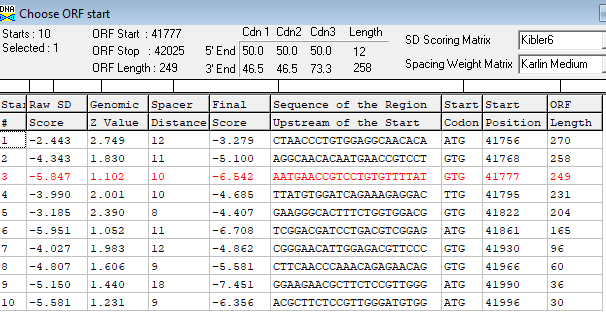 DNA Choose ORF start
Starts : 10 ORF Start : 41777 Cdn 1 Cdn2 Cdn3 Length
Selected : 1 ORF Stop : 42025 5' End 50.0 50.0 50.0 12 SD Scoring Matrix Kibler6
ORF Length : 249 3' End 46.5 46.5 73.3 258 Spacing Weight Matrix Karlin Medium
Star Raw SD Genomic Spacer Final Sequence of the Region Start Start ORF
# Score Z Value Distance Score Upstream of the Start Codon Position Length
1 -2.443 2.749 12 -3.279 CTAACCCTGTGGAGGCAACACA ATG 41756 270
2 -4.343 1.830 11 -5.100 AGGCAACACAATGAACCGTCCT GTG 41768 258
3 -5.847 1.102 10 -6.542 AATGAACCGTCCTGTGTTTTAT GTG 41777 249
4 -3.990 2.001 10 -4.685 TTATGTGGATCAGAAAGAGGAC TTG 41795 231
5 -3.185 2.390 8 -4.407 GAAGGGCACTTTCTGGTGGACG GTG 41822 204
6 -5.951 1.052 11 -6.708 TCGGACGATCCTGACGTCGGAG ATG 41861 165
7 -4.027 1.983 12 -4.862 CGGGAACATTGGAGACGTTCCC GTG 41930 96
8 -4.807 1.606 9 -5.581 CTTCAACCCAAACAGAGAACAG GTG 41966 60
9 -5.150 1.440 18 -7.451 GGAAGAACGCTTCTCCGTTGGG ATG 41990 36
10 -5.581 1.231 9 -6.356 ACGCTTCTCCGTTGGGATGTGG ATG 41996 30